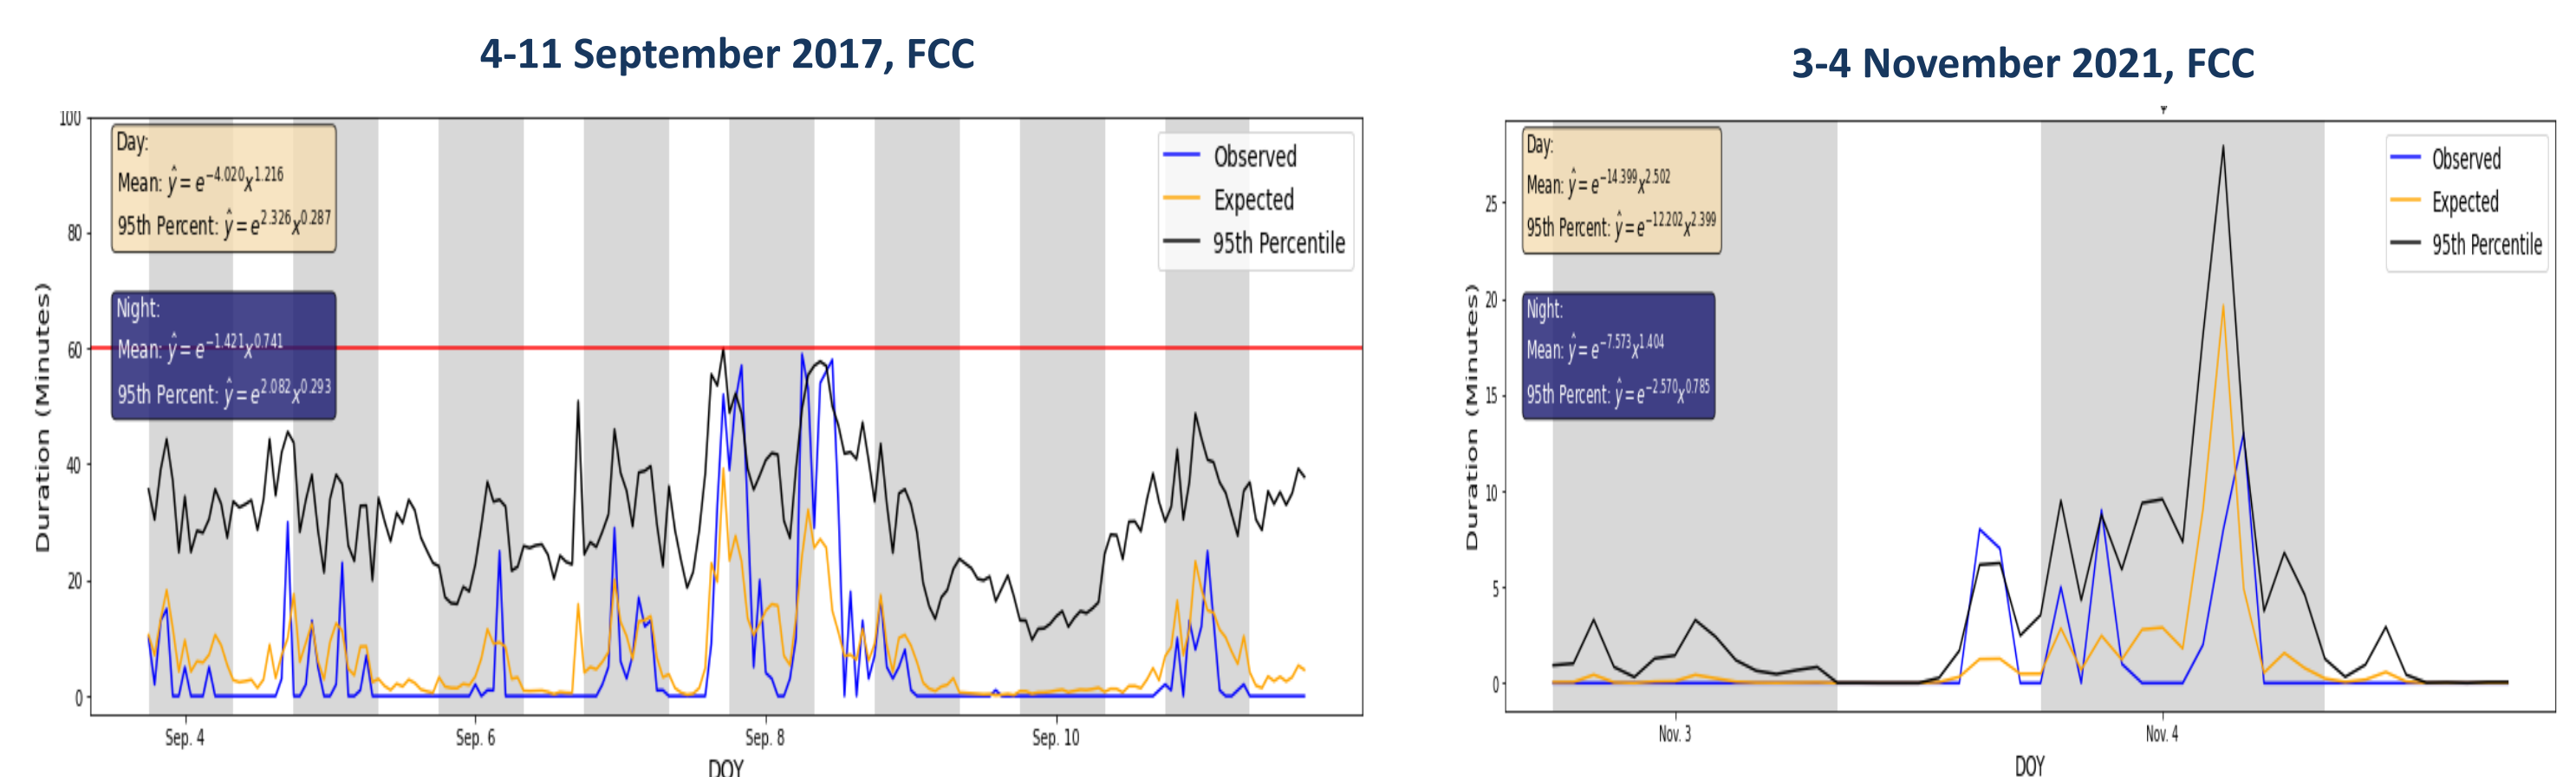 4-11 September 2017, FCC
100
80
60
40
20
0
Duration (Minutes)
Day:
Mean: ŷ = e^-4.020 x^1.216
95th Percent: ŷ = e^2.326 x^0.287
Night:
Mean: ŷ = e^-1.421 x^0.741
95th Percent: ŷ = e^2.082 x^0.293
Observed
Expected
95th Percentile
Sep. 4
Sep. 6
Sep. 8
Sep. 10
DOY
3-4 November 2021, FCC
25
20
15
10
5
0
Duration (Minutes)
Day:
Mean: ŷ = e^-14.399 x^2.502
95th Percent: ŷ = e^-12.202 x^2.399
Night:
Mean: ŷ = e^-7.573 x^1.404
95th Percent: ŷ = e^-2.570 x^0.785
Observed
Expected
95th Percentile
Nov. 3
Nov. 4
DOY